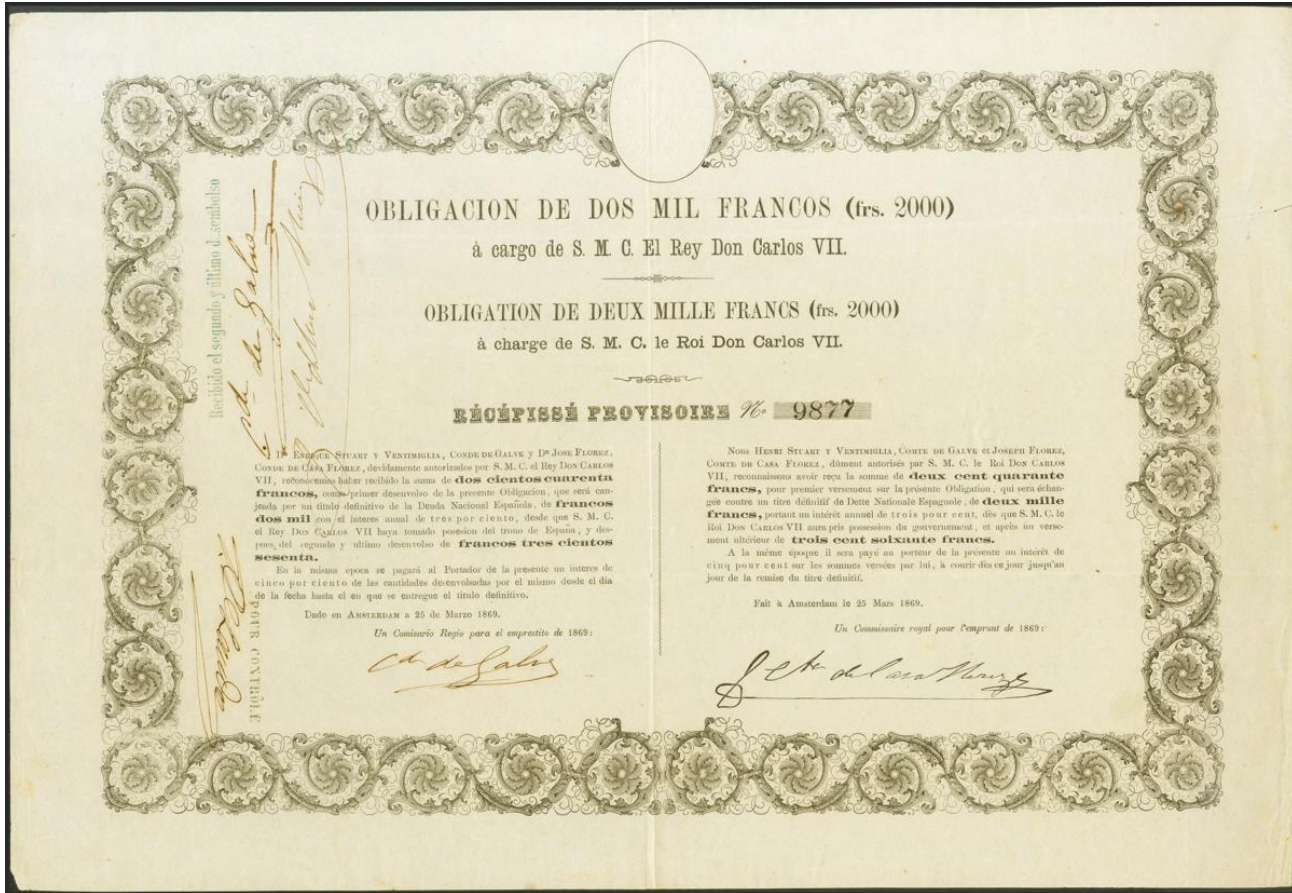 OBLIGACION DE DOS MIL FRANCOS (frs. 2000)
à cargo de S. M. C. El Rey Don Carlos VII.
OBLIGATION DE DEUX MILLE FRANCS (frs. 2000)
à charge de S. M. C. le Roi Don Carlos VII.
RÉCÉPISSÉ PROVISOIRE No. 9877
Dn ENRIQUE STUART Y VENTIMIGLIA, CONDE DE GALVE y Dn JOSE FLOREZ,
CONDE DE CASA FLOREZ, devidamente autorizados por S. M. C. el Rey DON CARLOS
VII, reconocemos haber recibido la suma de dos cientos cuarenta
francos, como primer desenvolso de la presente Obligacion, que será can-
jeada por un titulo definitivo de la Deuda Nacional Española, de francos
dos mil con el interes anual de tres por ciento, desde que S. M. C.
el Rey DON CARLOS VII haya tomado posesion del trono de España, y des-
pues, del segundo y ultimo desenvolso de francos tres cientos
sesenta.
En la misma epoca se pagará al Portador de la presente un interes de
cinco por ciento de las cantidades desenvolsadas por el mismo desde el dia
de la fecha hasta el en que se entregue el titulo definitivo.
Dado en AMSTERDAM a 25 de Marzo 1869.
Un Comisario Regio para el emprestito de 1869:
Cde de Galve
Nous HENRI STUART Y VENTIMIGLIA, COMTE DE GALVE et JOSEPH FLOREZ,
COMTE DE CASA FLOREZ, dûment autorisés par S. M. C. le Roi DON CARLOS
VII, reconnaissons avoir reçu la somme de deux cent quarante
francs, pour premier versement sur la présente Obligation, qui sera échan-
gée contre un titre définitif de Dette Nationale Espagnole, de deux mille
francs, portant un intérêt annuel de trois pour cent, dès que S. M. C. le
Roi DON CARLOS VII aura pris possession du gouvernement, et après un verse-
ment ultérieur de trois cent soixante francs.
A la même époque il sera payé au porteur de la présente un intérêt de
cinq pour cent sur les sommes versées par lui, à courir dès ce jour jusqu'au
jour de la remise du titre definitif.
Fait à Amsterdam le 25 Mars 1869.
Un Commissaire royal pour l'emprunt de 1869:
de Casa Florez
Recibido el segundo y último desembolso
de Galve
POUR CONTRÔLE